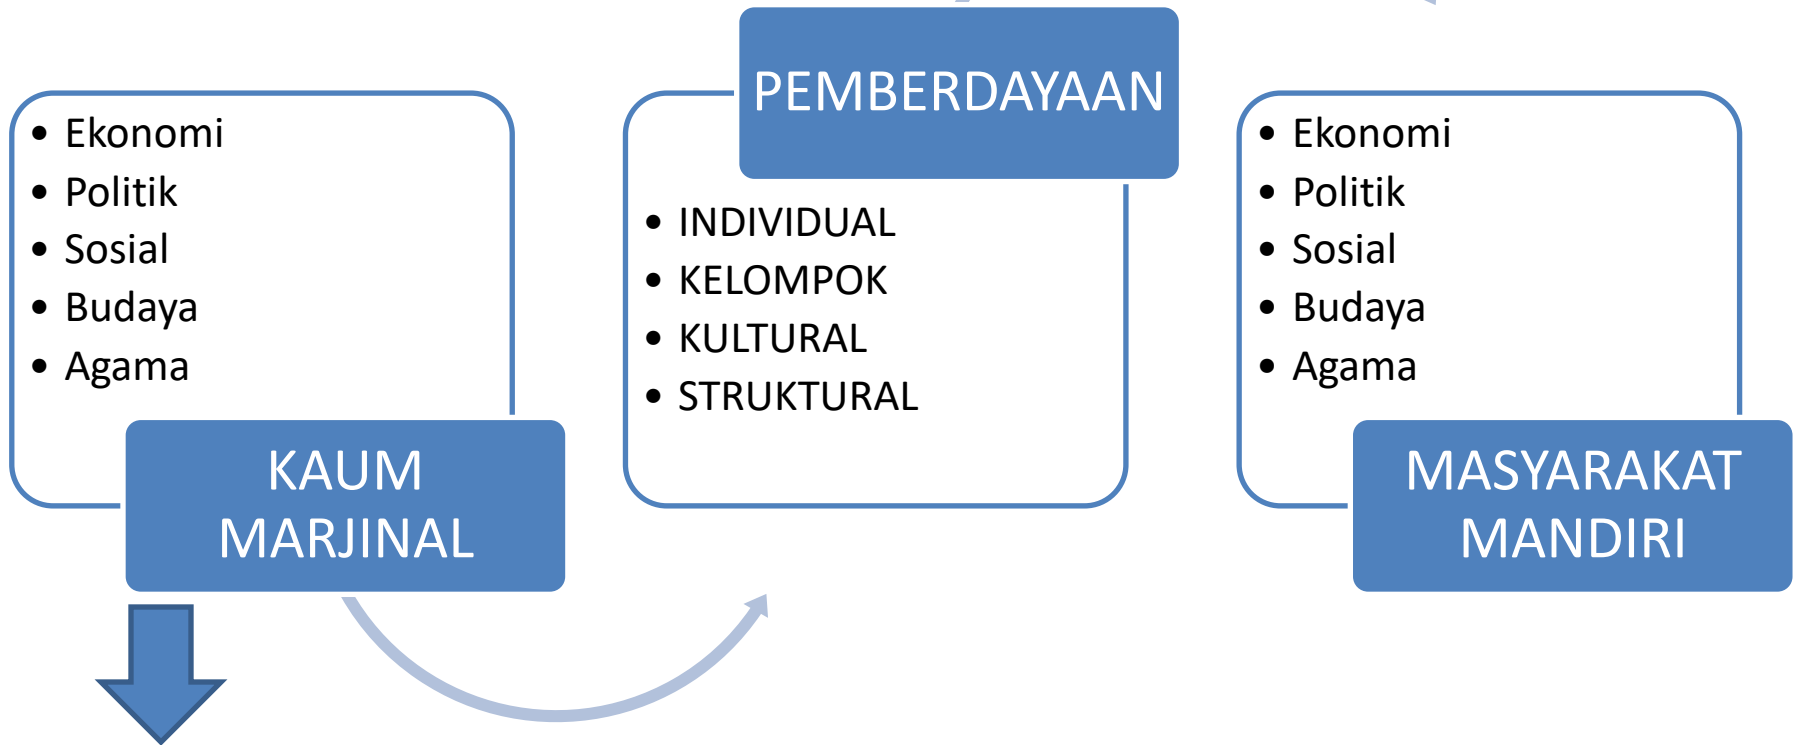 • Ekonomi
• Politik
• Sosial
• Budaya
• Agama
KAUM
MARJINAL
PEMBERDAYAAN
• INDIVIDUAL
• KELOMPOK
• KULTURAL
• STRUKTURAL
• Ekonomi
• Politik
• Sosial
• Budaya
• Agama
MASYARAKAT
MANDIRI